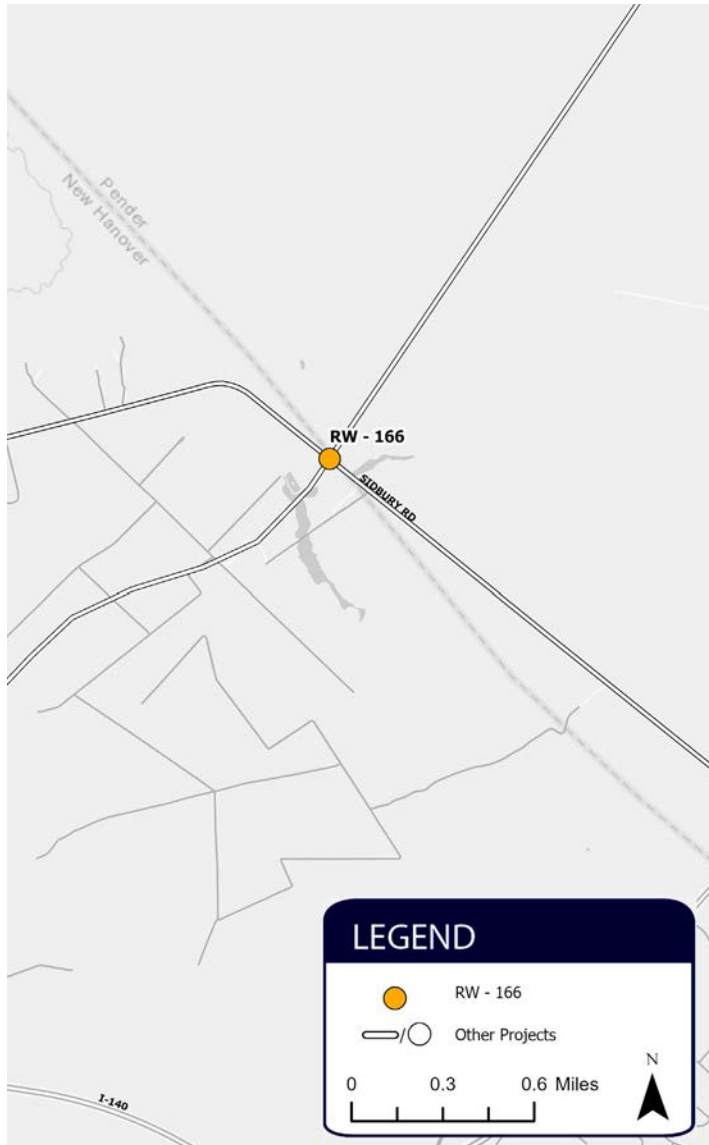 Pender
New Hanover
RW - 166
SIDBURY RD
LEGEND
RW - 166
Other Projects
0 0.3 0.6 Miles
N
I-140